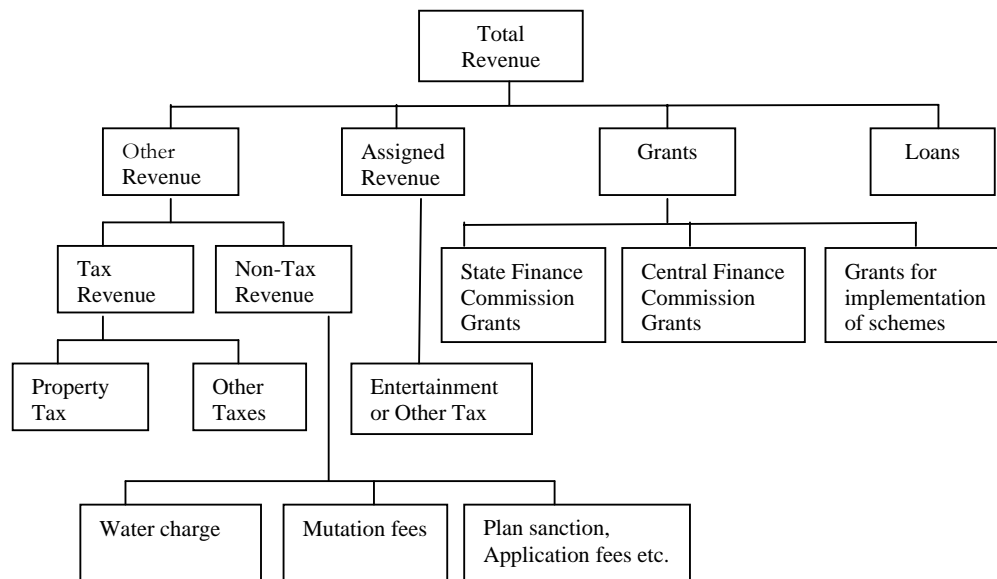 Total
Revenue
Other
Revenue
Assigned
Revenue
Grants
Loans
Tax
Revenue
Non-Tax
Revenue
State Finance
Commission
Grants
Central Finance
Commission
Grants
Grants for
implementation
of schemes
Property
Tax
Other
Taxes
Entertainment
or Other Tax
Water charge
Mutation fees
Plan sanction,
Application fees etc.